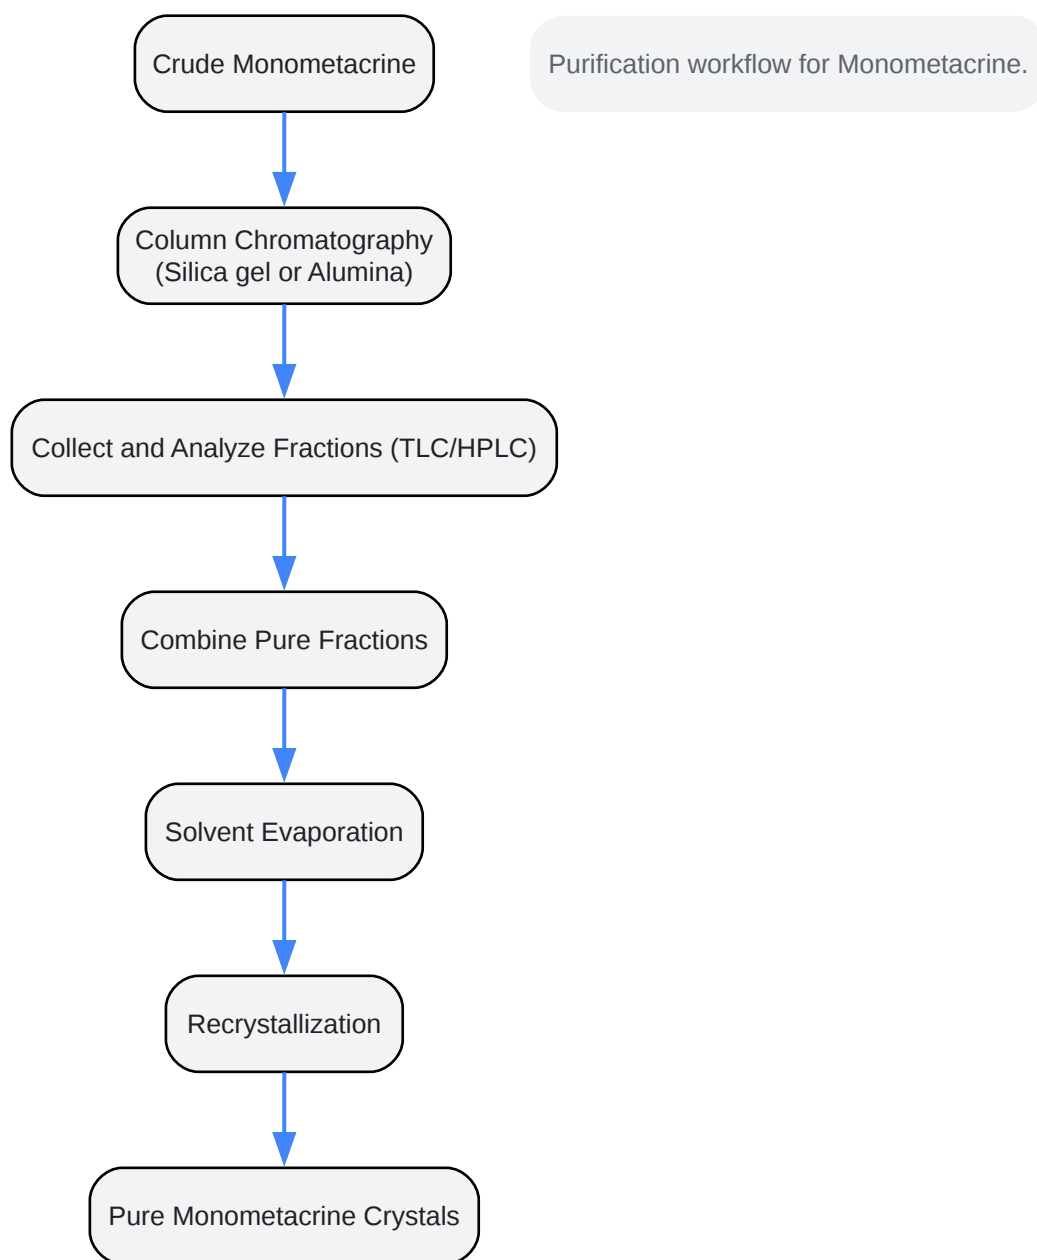 Crude Monometacrine
Purification workflow for Monometacrine.
Column Chromatography
(Silica gel or Alumina)
Collect and Analyze Fractions (TLC/HPLC)
Combine Pure Fractions
Solvent Evaporation
Recrystallization
Pure Monometacrine Crystals